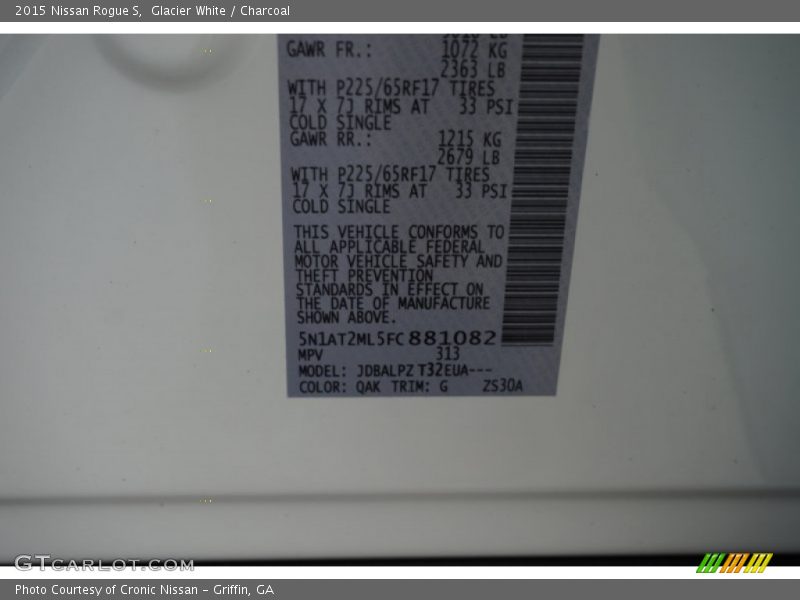 2015 Nissan Rogue S,  Glacier White / Charcoal
GAWR FR.: 1072 KG
2363 LB
WITH P225/65RF17 TIRES
17 X 7J RIMS AT 33 PSI
COLD SINGLE
GAWR RR.: 1215 KG
2679 LB
WITH P225/65RF17 TIRES
17 X 7J RIMS AT 33 PSI
COLD SINGLE
THIS VEHICLE CONFORMS TO
ALL APPLICABLE FEDERAL
MOTOR VEHICLE SAFETY AND
THEFT PREVENTION
STANDARDS IN EFFECT ON
THE DATE OF MANUFACTURE
SHOWN ABOVE.
5N1AT2ML5FC881082
MPV 313
MODEL: JDBALPZ T32EUA---
COLOR: QAK TRIM: G ZS30A
GTCARLOT.COM
Photo Courtesy of Cronic Nissan - Griffin, GA